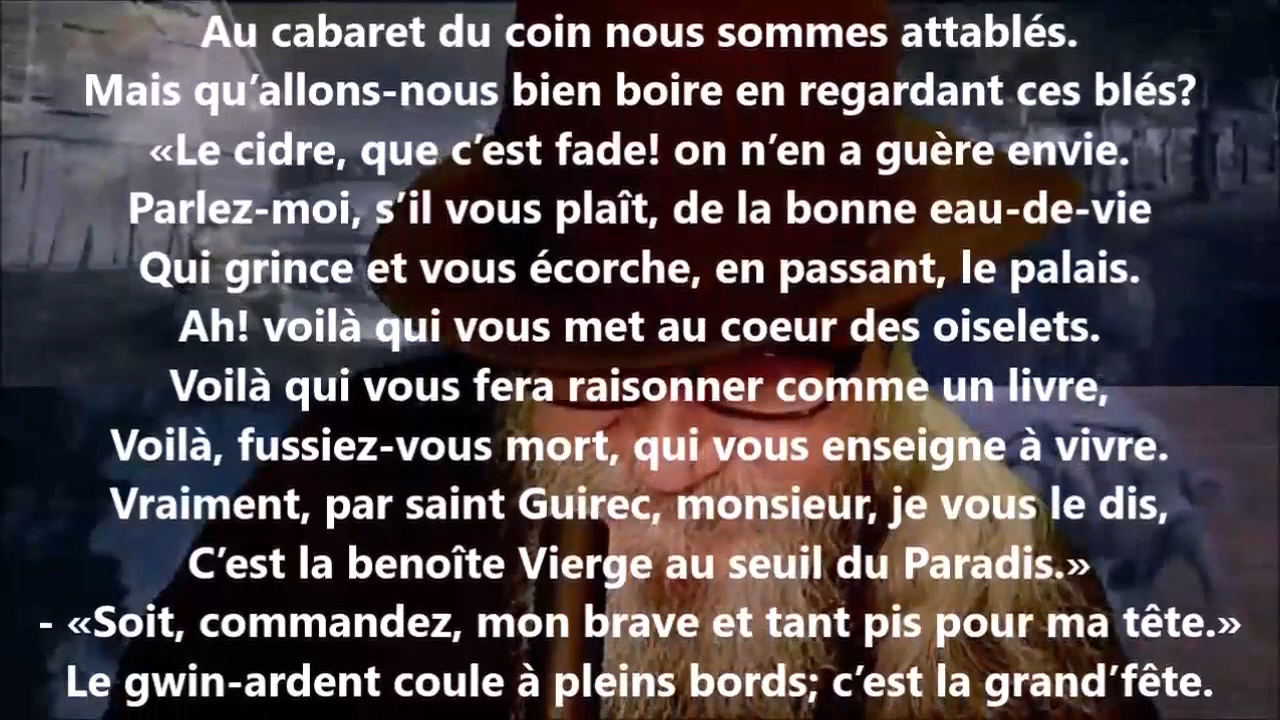 Au cabaret du coin nous sommes attablés.
Mais qu’allons-nous bien boire en regardant ces blés?
«Le cidre, que c’est fade! on n’en a guère envie.
Parlez-moi, s’il vous plaît, de la bonne eau-de-vie
Qui grince et vous écorche, en passant, le palais.
Ah! voilà qui vous met au coeur des oiselets.
Voilà qui vous fera raisonner comme un livre,
Voilà, fussiez-vous mort, qui vous enseigne à vivre.
Vraiment, par saint Guirec, monsieur, je vous le dis,
C’est la benoîte Vierge au seuil du Paradis.»
- «Soit, commandez, mon brave et tant pis pour ma tête.»
Le gwin-ardent coule à pleins bords; c’est la grand’fête.